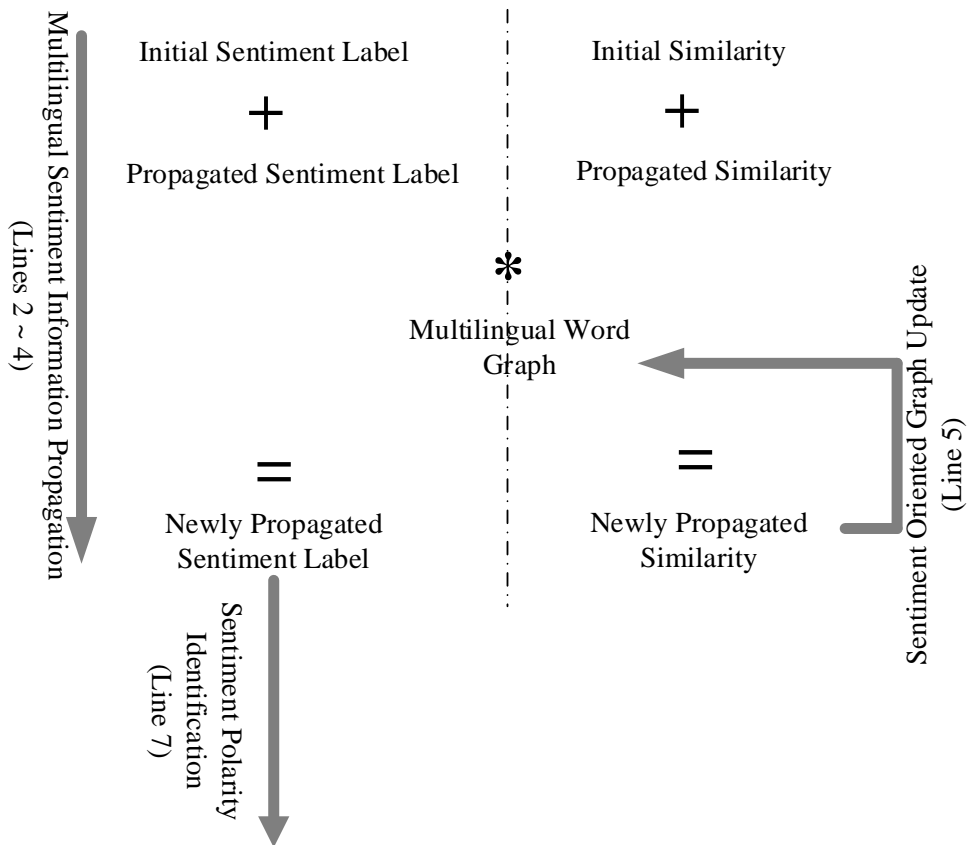 Multilingual Sentiment Information Propagation
(Lines 2 ~ 4)
Initial Sentiment Label
+
Propagated Sentiment Label
Initial Similarity
+
Propagated Similarity
*
Multilingual Word
Graph
=
Newly Propagated
Sentiment Label
=
Newly Propagated
Similarity
Sentiment Oriented Graph Update
(Line 5)
Sentiment Polarity
Identification
(Line 7)